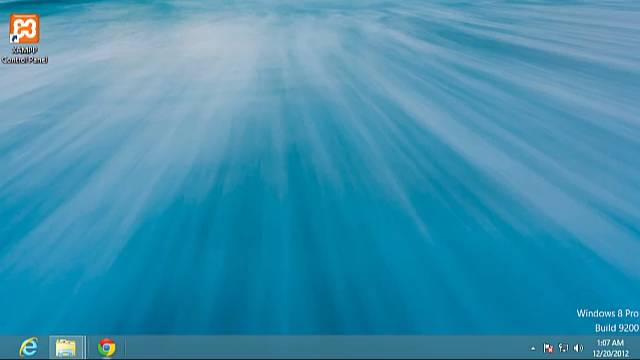 XAMPP
Control Panel
Windows 8 Pro
Build 9200
1:07 AM
12/20/2012